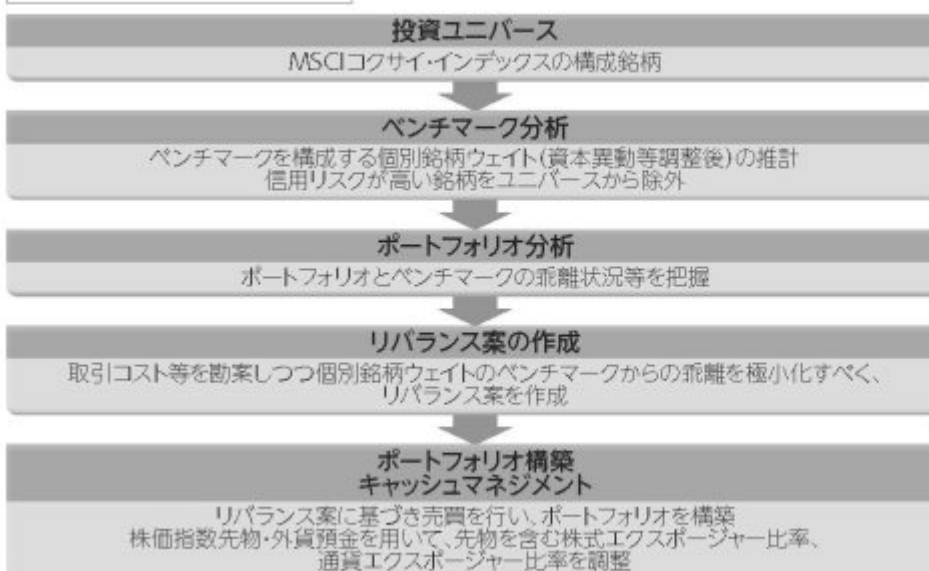 投資ユニバース
MSCIコクサイ・インデックスの構成銘柄
ベンチマーク分析
ベンチマークを構成する個別銘柄ウェイト(資本異動等調整後)の推計
信用リスクが高い銘柄をユニバースから除外
ポートフォリオ分析
ポートフォリオとベンチマークの乖離状況等を把握
リバランス案の作成
取引コスト等を勘案しつつ個別銘柄ウェイトのベンチマークからの乖離を極小化すべく、
リバランス案を作成
ポートフォリオ構築
キャッシュマネジメント
リバランス案に基づき売買を行い、ポートフォリオを構築
株価指数先物・外貨預金を用いて、先物を含む株式エクスポージャー比率、
通貨エクスポージャー比率を調整